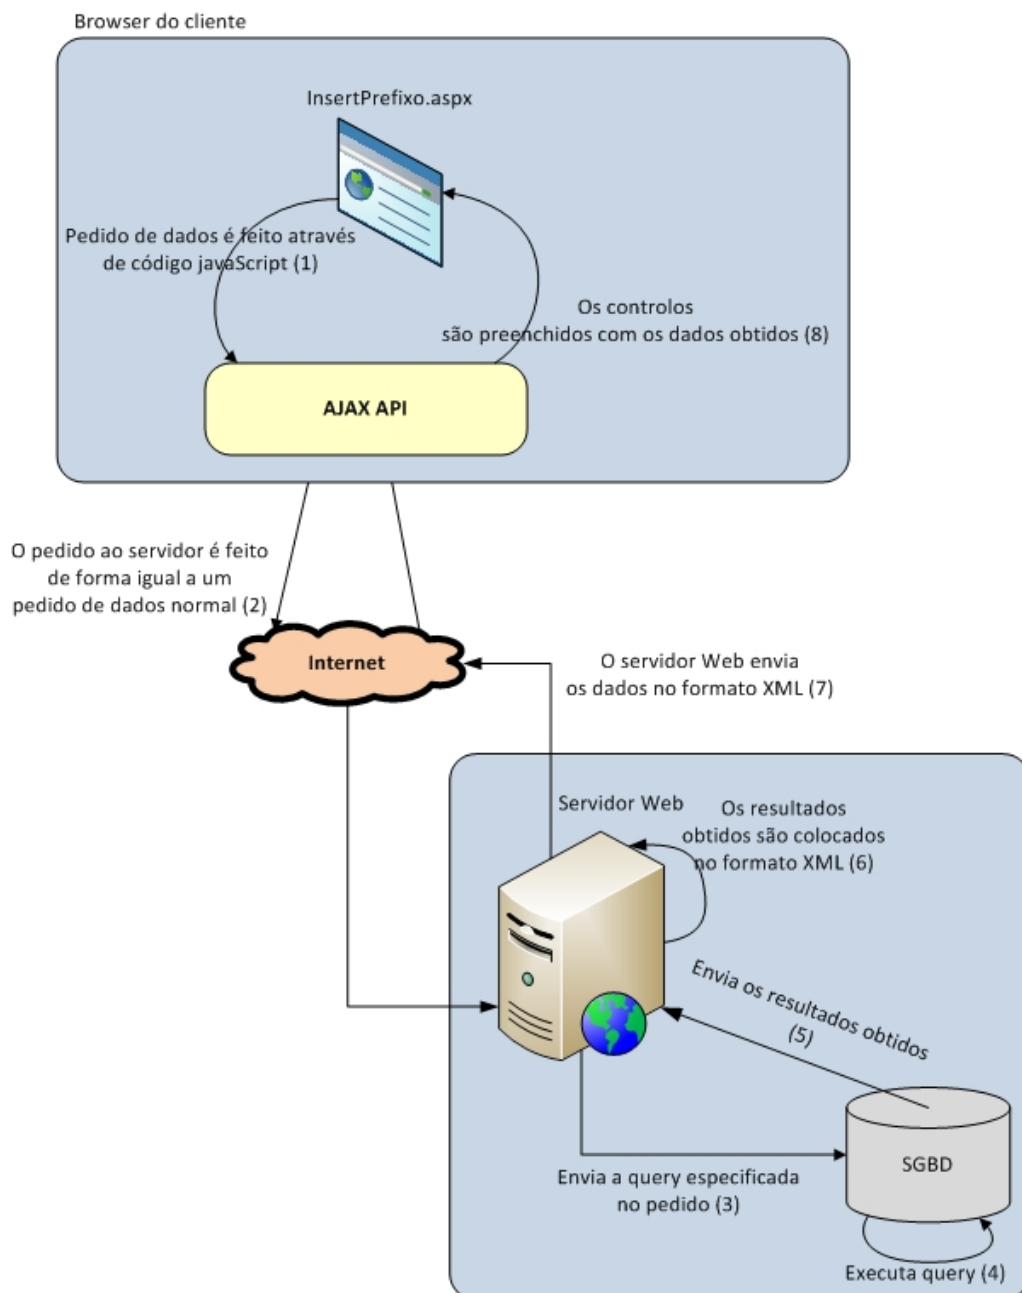 Browser do cliente
InsertPrefixo.aspx
Pedido de dados é feito através
de código javaScript (1)
Os controlos
são preenchidos com os dados obtidos (8)
AJAX API
O pedido ao servidor é feito
de forma igual a um
pedido de dados normal (2)
Internet
O servidor Web envia
os dados no formato XML (7)
Servidor Web
Os resultados
obtidos são colocados
no formato XML (6)
Envia os resultados obtidos
(5)
SGBD
Envia a query especificada
no pedido (3)
Executa query (4)